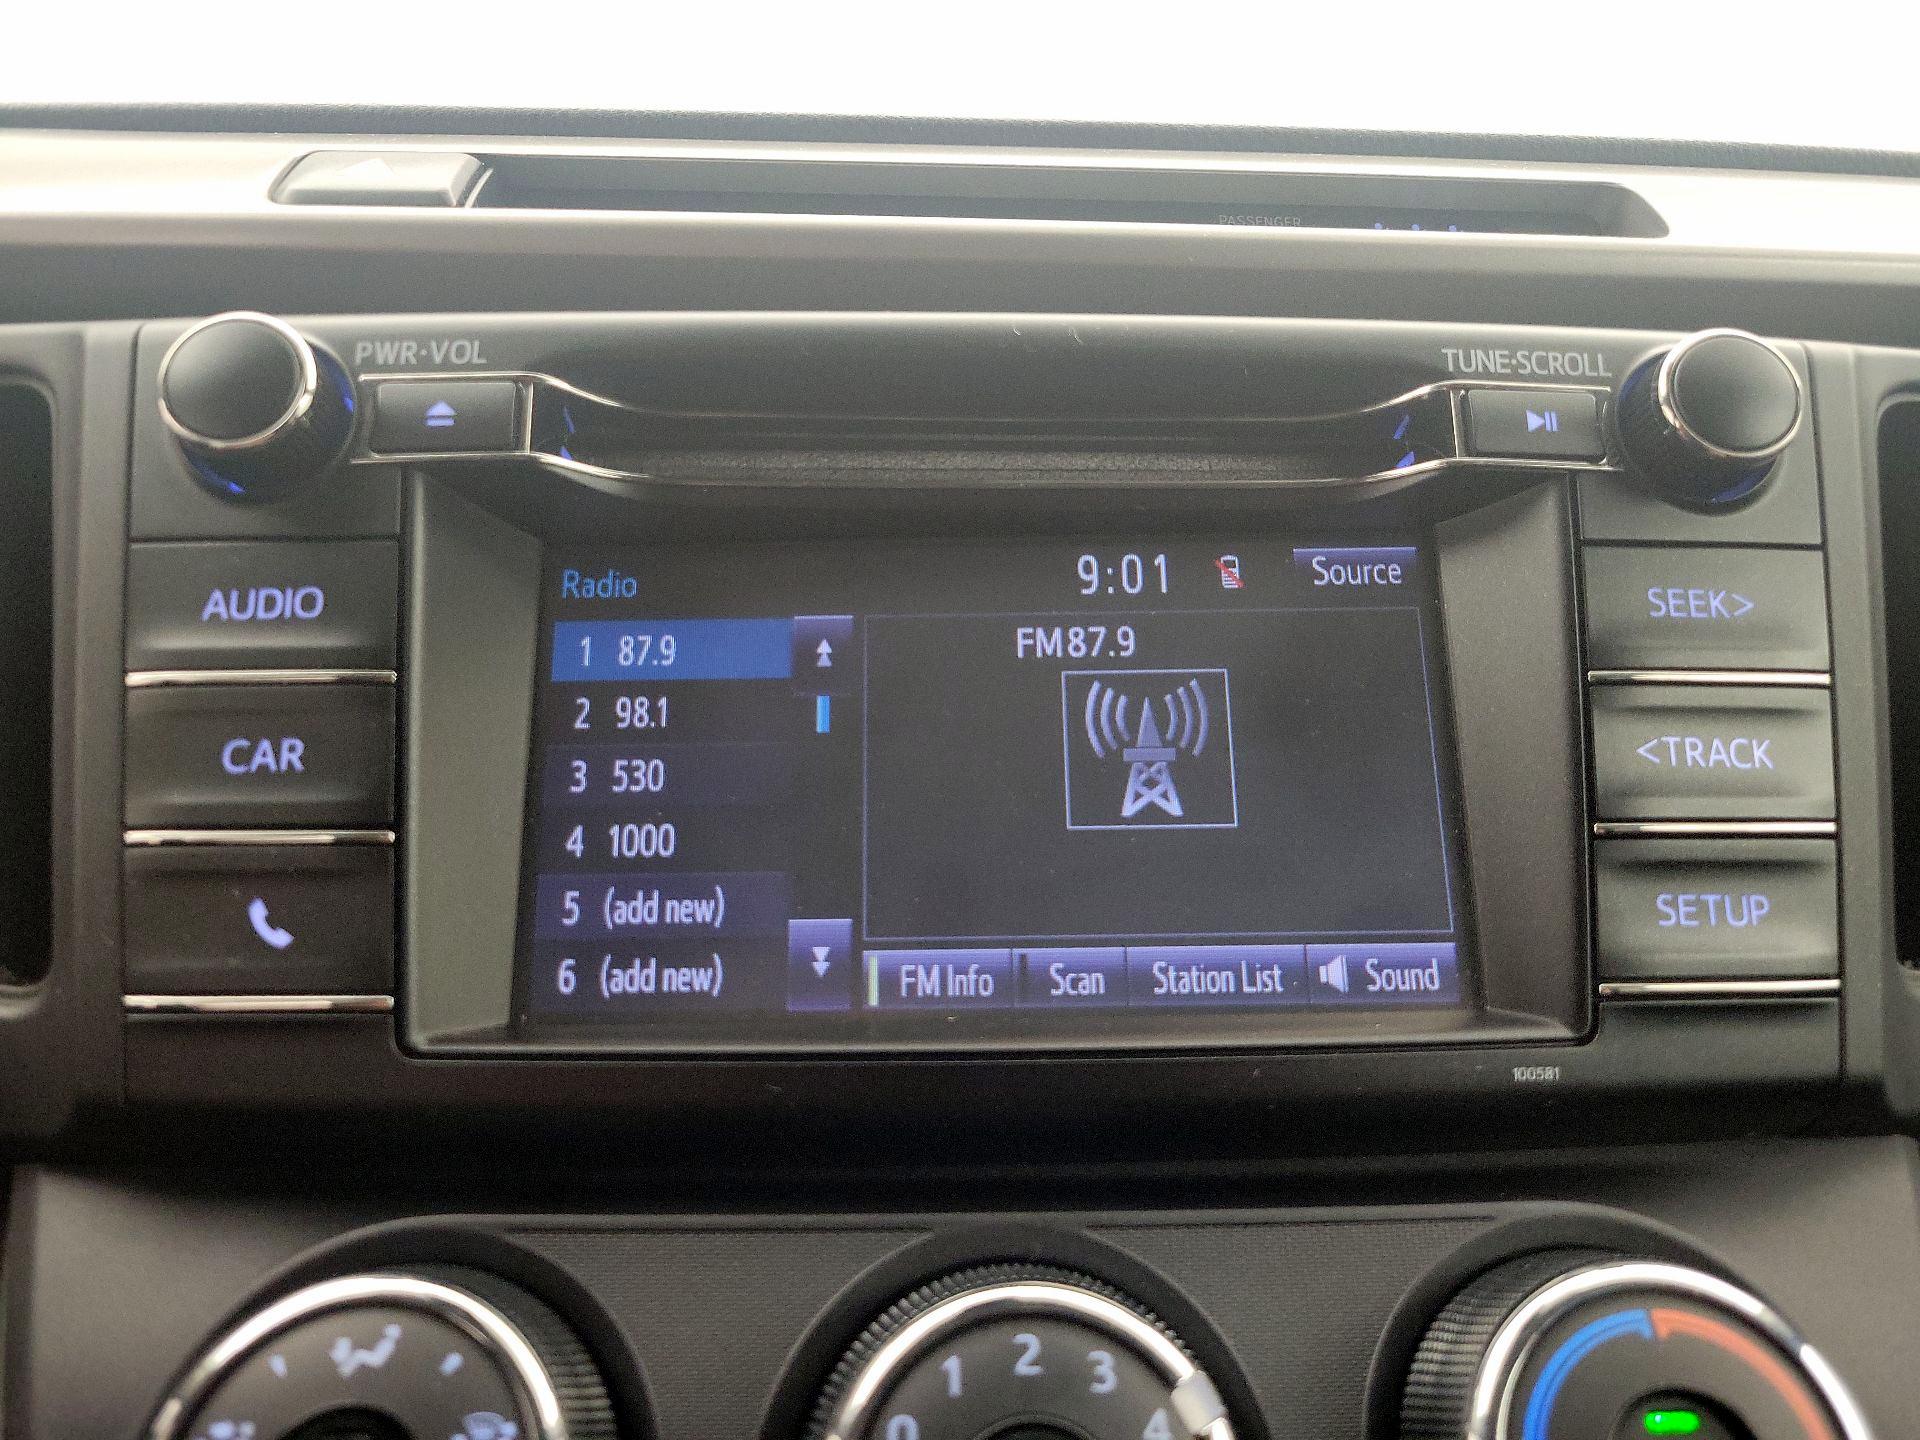 PASSENGER
PWR·VOL
TUNE·SCROLL
AUDIO
CAR
Radio
9:01
Source
1 87.9
2 98.1
3 530
4 1000
5 (add new)
6 (add new)
FM87.9
FM Info
Scan
Station List
Sound
SEEK>
<TRACK
SETUP
100581
0 1 2 3 4